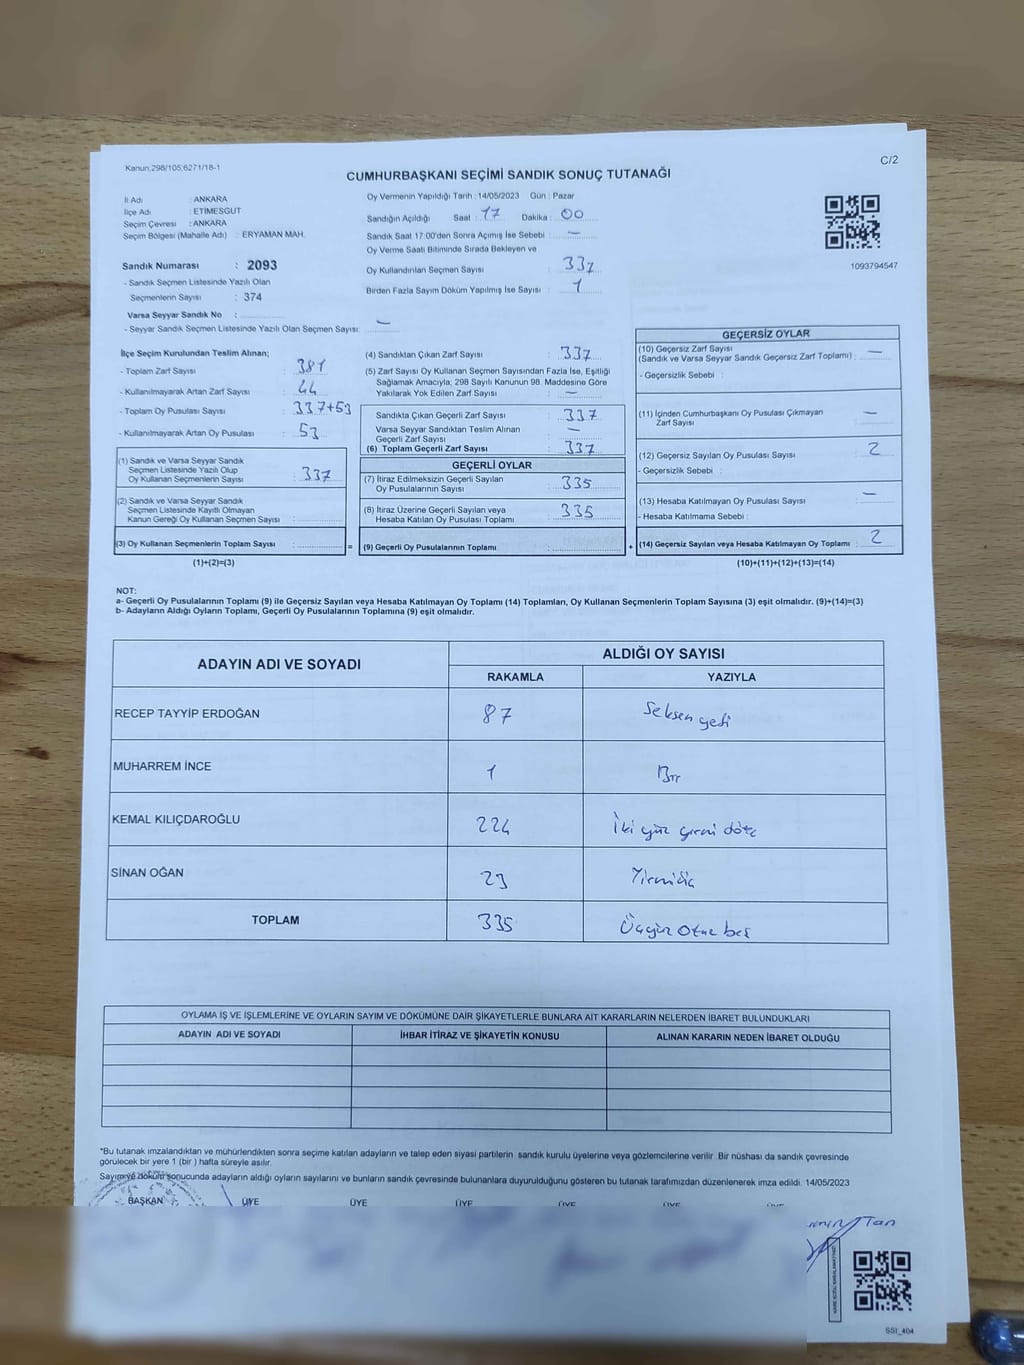 Kanun;298/105;6271/18-1
C/2
CUMHURBAŞKANI SEÇİMİ SANDIK SONUÇ TUTANAĞI
İl Adı : ANKARA
İlçe Adı : ETİMESGUT
Seçim Çevresi : ANKARA
Seçim Bölgesi (Mahalle Adı) : ERYAMAN MAH.
Oy Vermenin Yapıldığı Tarih : 14/05/2023 Gün : Pazar
Sandığın Açıldığı Saat : 17 Dakika : 00
Sandık Saat 17:00'den Sonra Açımış İse Sebebi : —
Oy Verme Saati Bitiminde Sırada Bekleyen ve
Oy Kullandırılan Seçmen Sayısı : 337
Birden Fazla Sayım Döküm Yapılmış İse Sayısı : 1
1093794547
Sandık Numarası : 2093
- Sandık Seçmen Listesinde Yazılı Olan
Seçmenlerin Sayısı : 374
Varsa Seyyar Sandık No :
- Seyyar Sandık Seçmen Listesinde Yazılı Olan Seçmen Sayısı: —
İlçe Seçim Kurulundan Teslim Alınan;
- Toplam Zarf Sayısı : 381
- Kullanılmayarak Artan Zarf Sayısı : 44
- Toplam Oy Pusulası Sayısı : 337+53
- Kullanılmayarak Artan Oy Pusulası : 53
(1) Sandık ve Varsa Seyyar Sandık
Seçmen Listesinde Yazılı Olup
Oy Kullanan Seçmenlerin Sayısı : 337
(2) Sandık ve Varsa Seyyar Sandık
Seçmen Listesinde Kayıtlı Olmayan
Kanun Gereği Oy Kullanan Seçmen Sayısı :
(3) Oy Kullanan Seçmenlerin Toplam Sayısı : =
(1)+(2)=(3)
(4) Sandıktan Çıkan Zarf Sayısı : 337
(5) Zarf Sayısı Oy Kullanan Seçmen Sayısından Fazla İse, Eşitliği
Sağlamak Amacıyla; 298 Sayılı Kanunun 98. Maddesine Göre
Yakılarak Yok Edilen Zarf Sayısı : —
Sandıkta Çıkan Geçerli Zarf Sayısı : 337
Varsa Seyyar Sandıktan Teslim Alınan
Geçerli Zarf Sayısı : —
(6) Toplam Geçerli Zarf Sayısı : 337
GEÇERLİ OYLAR
(7) İtiraz Edilmeksizin Geçerli Sayılan
Oy Pusulalarının Sayısı : 335
(8) İtiraz Üzerine Geçerli Sayılan veya
Hesaba Katılan Oy Pusulası Toplamı : 335
(9) Geçerli Oy Pusulalarının Toplamı : +
GEÇERSİZ OYLAR
(10) Geçersiz Zarf Sayısı
(Sandık ve Varsa Seyyar Sandık Geçersiz Zarf Toplamı) : —
- Geçersizlik Sebebi :
(11) İçinden Cumhurbaşkanı Oy Pusulası Çıkmayan
Zarf Sayısı : —
(12) Geçersiz Sayılan Oy Pusulası Sayısı : 2
- Geçersizlik Sebebi :
(13) Hesaba Katılmayan Oy Pusulası Sayısı : —
- Hesaba Katılmama Sebebi :
(14) Geçersiz Sayılan veya Hesaba Katılmayan Oy Toplamı : 2
(10)+(11)+(12)+(13)=(14)
NOT:
a- Geçerli Oy Pusulalarının Toplamı (9) ile Geçersiz Sayılan veya Hesaba Katılmayan Oy Toplamı (14) Toplamları, Oy Kullanan Seçmenlerin Toplam Sayısına (3) eşit olmalıdır. (9)+(14)=(3)
b- Adayların Aldığı Oyların Toplamı, Geçerli Oy Pusulalarının Toplamına (9) eşit olmalıdır.
ADAYIN ADI VE SOYADI
ALDIĞI OY SAYISI
RAKAMLA YAZIYLA
RECEP TAYYİP ERDOĞAN 87 Seksen yedi
MUHARREM İNCE 1 Bir
KEMAL KILIÇDAROĞLU 224 İki yüz yirmi dört
SİNAN OĞAN 23 Yirmiüç
TOPLAM 335 Üçyüz Otuz beş
OYLAMA İŞ VE İŞLEMLERİNE VE OYLARIN SAYIM VE DÖKÜMÜNE DAİR ŞİKAYETLERLE BUNLARA AİT KARARLARIN NELERDEN İBARET BULUNDUKLARI
ADAYIN ADI VE SOYADI İHBAR İTİRAZ VE ŞİKAYETİN KONUSU ALINAN KARARIN NEDEN İBARET OLDUĞU
*Bu tutanak imzalandıktan ve mühürlendikten sonra seçime katılan adayların ve talep eden siyasi partilerin sandık kurulu üyelerine veya gözlemcilerine verilir. Bir nüshası da sandık çevresinde
görülecek bir yere 1 (bir) hafta süreyle asılır.
Sayım ve dökum sonucunda adayların aldığı oyların sayılarını ve bunların sandık çevresinde bulunanlara duyurulduğunu gösteren bu tutanak tarafımızdan düzenlenerek imza edildi. 14/05/2023
BAŞKAN ÜYE ÜYE ÜYE ÜYE ÜYE
Tan
SSI_404